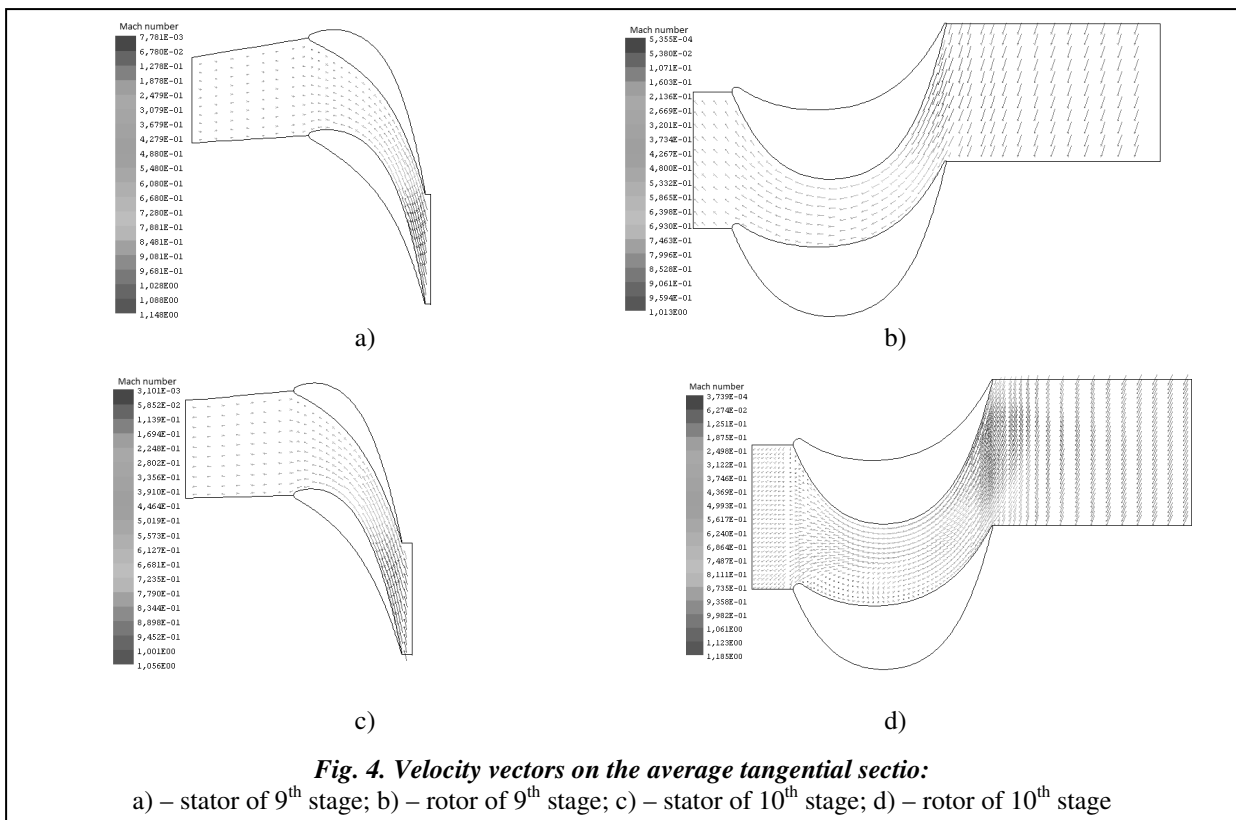 Mach number
7,781E-03
6,780E-02
1,278E-01
1,878E-01
2,479E-01
3,079E-01
3,679E-01
4,279E-01
4,880E-01
5,480E-01
6,080E-01
6,680E-01
7,280E-01
7,881E-01
8,481E-01
9,081E-01
9,681E-01
1,028E00
1,088E00
1,148E00
a)
Mach number
5,355E-04
5,380E-02
1,071E-01
1,603E-01
2,136E-01
2,669E-01
3,201E-01
3,734E-01
4,267E-01
4,800E-01
5,332E-01
5,865E-01
6,398E-01
6,930E-01
7,463E-01
7,996E-01
8,528E-01
9,061E-01
9,594E-01
1,013E00
b)
Mach number
3,101E-03
5,852E-02
1,139E-01
1,694E-01
2,248E-01
2,802E-01
3,356E-01
3,910E-01
4,464E-01
5,019E-01
5,573E-01
6,127E-01
6,681E-01
7,235E-01
7,790E-01
8,344E-01
8,898E-01
9,452E-01
1,001E00
1,056E00
c)
Mach number
3,739E-04
6,274E-02
1,251E-01
1,875E-01
2,498E-01
3,122E-01
3,746E-01
4,369E-01
4,993E-01
5,617E-01
6,240E-01
6,864E-01
7,487E-01
8,111E-01
8,735E-01
9,358E-01
9,982E-01
1,061E00
1,123E00
1,185E00
d)
Fig. 4. Velocity vectors on the average tangential sectio:
a) – stator of 9th stage; b) – rotor of 9th stage; c) – stator of 10th stage; d) – rotor of 10th stage